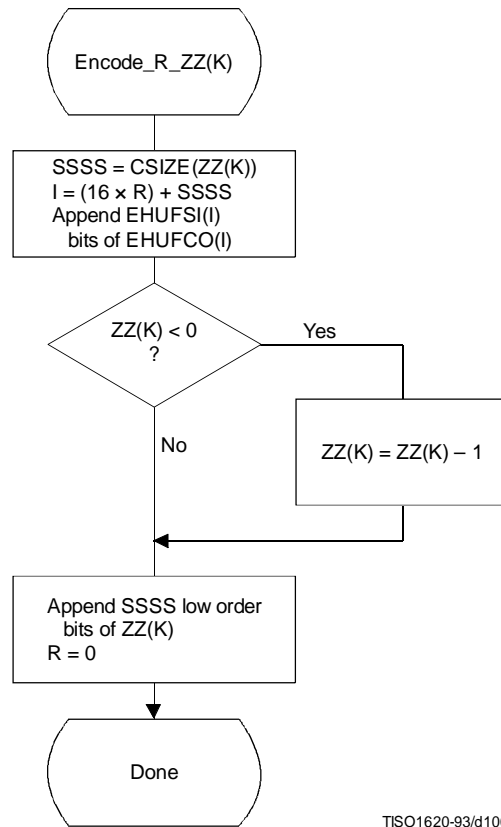 Encode_R_ZZ(K)
SSSS = CSIZE(ZZ(K))
I = (16 × R) + SSSS
Append EHUFSI(I)
bits of EHUFCO(I)
ZZ(K) < 0
?
Yes
No
ZZ(K) = ZZ(K) – 1
Append SSSS low order
bits of ZZ(K)
R = 0
Done